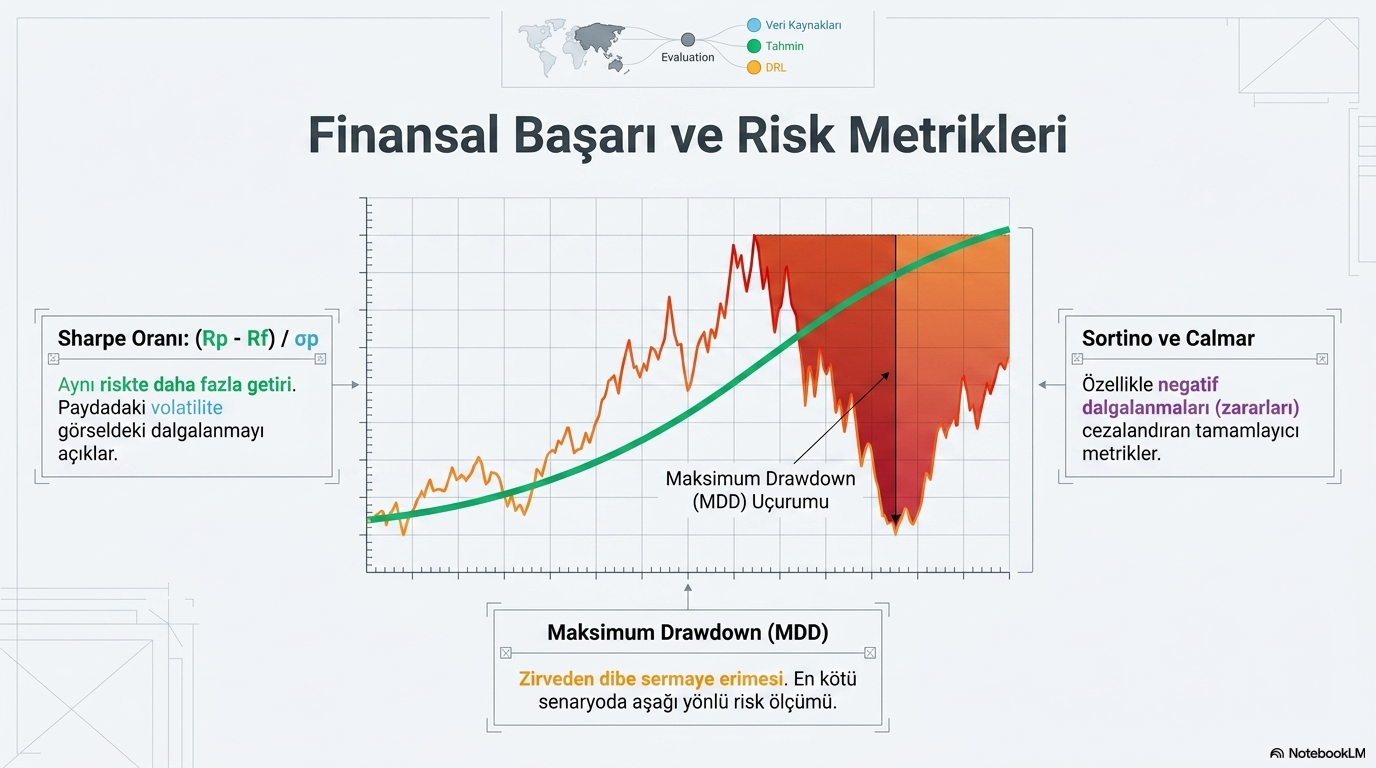 Evaluation
Veri Kaynakları
Tahmin
DRL
Finansal Başarı ve Risk Metrikleri
Sharpe Oranı: (Rp - Rf) / σp
Aynı riskte daha fazla getiri.
Paydadaki volatilite
görseldeki dalgalanmayı
açıklar.
Maksimum Drawdown
(MDD) Uçurumu
Sortino ve Calmar
Özellikle negatif
dalgalanmaları (zararları)
cezalandıran tamamlayıcı
metrikler.
Maksimum Drawdown (MDD)
Zirveden dibe sermaye erimesi. En kötü
senaryoda aşağı yönlü risk ölçümü.
NotebookLM